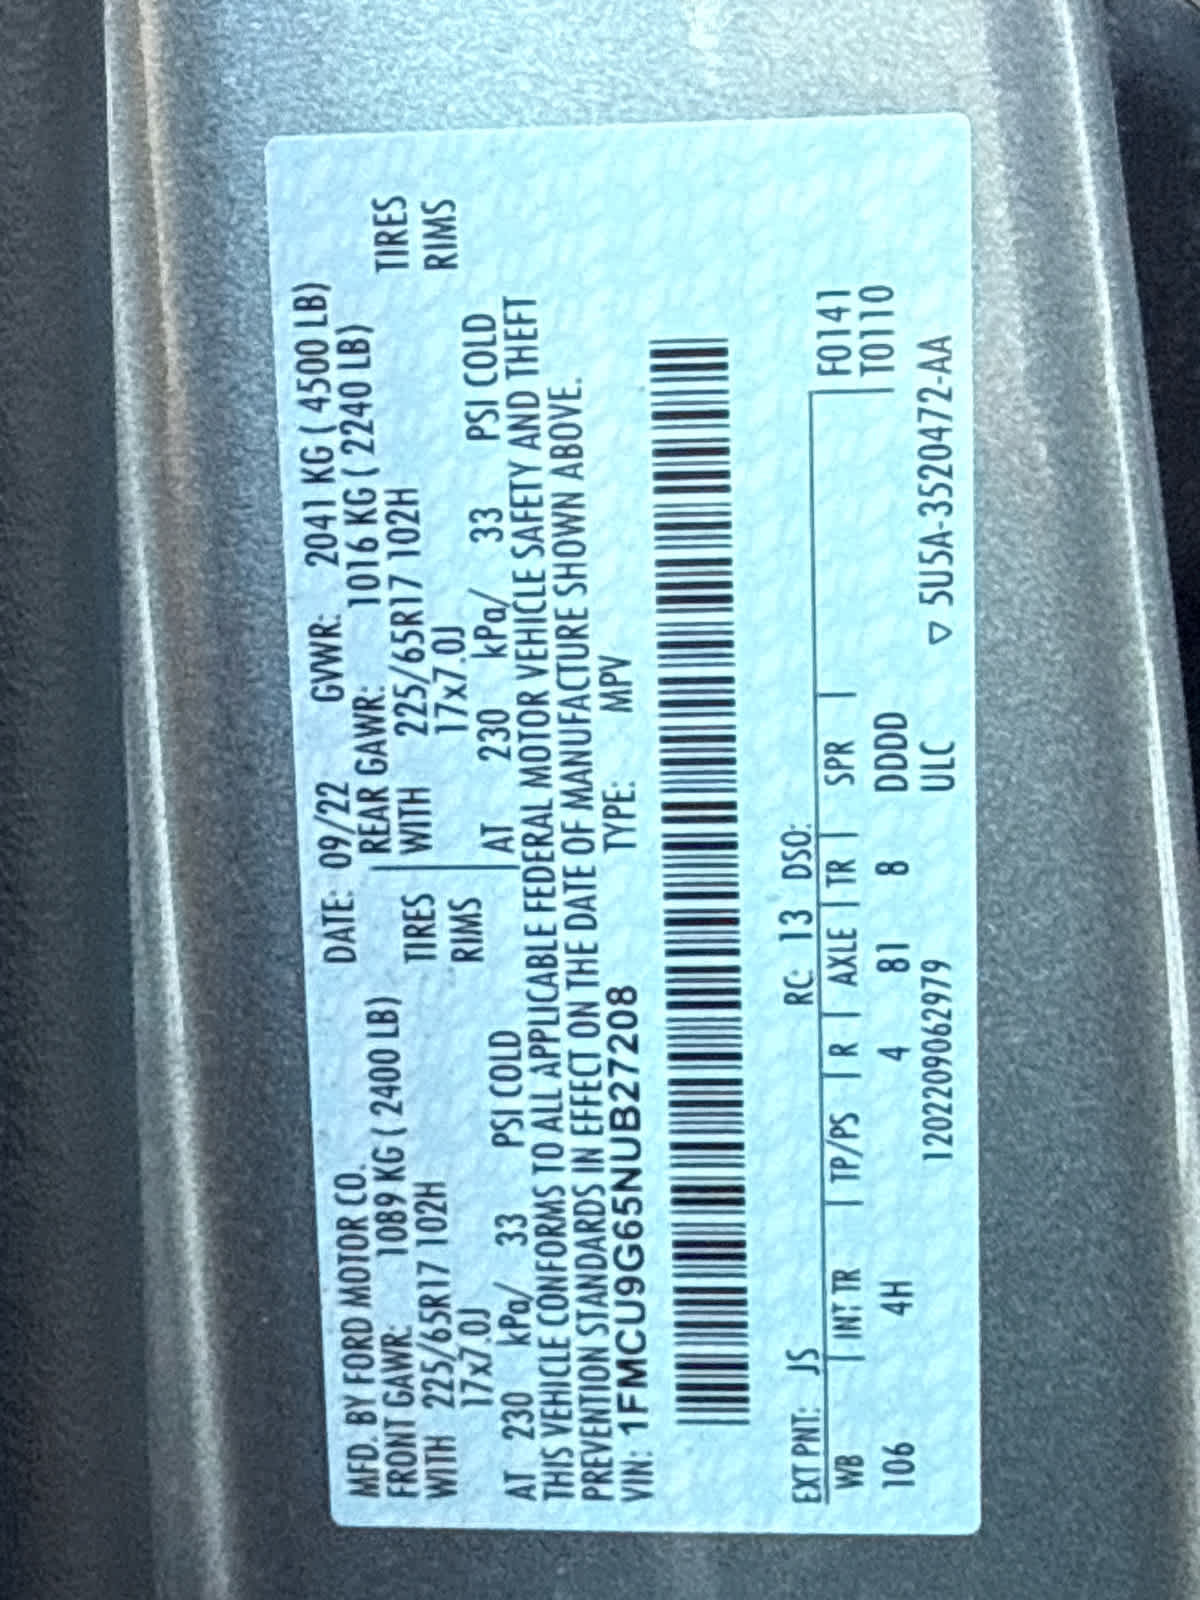 MFD. BY FORD MOTOR CO. DATE: 09/22 GVWR: 2041 KG ( 4500 LB)
FRONT GAWR: 1089 KG ( 2400 LB) REAR GAWR: 1016 KG ( 2240 LB)
WITH 225/65R17 102H TIRES WITH 225/65R17 102H TIRES
17x7.0J RIMS 17x7.0J RIMS
AT 230 kPa/ 33 PSI COLD AT 230 kPa/ 33 PSI COLD
THIS VEHICLE CONFORMS TO ALL APPLICABLE FEDERAL MOTOR VEHICLE SAFETY AND THEFT
PREVENTION STANDARDS IN EFFECT ON THE DATE OF MANUFACTURE SHOWN ABOVE.
VIN: 1FMCU9G65NUB27208 TYPE: MPV
EXT PNT: JS RC: 13 DSO:
WB | INT TR | TP/PS | R | AXLE | TR | SPR | F0141
106 4H 4 81 8 DDDD | T0110
1202209062979 ULC ▽ 5U5A-3520472-AA